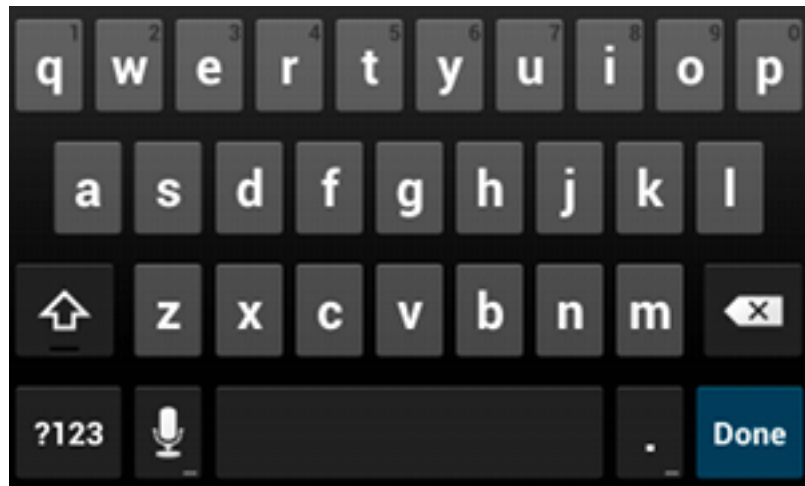 1 2 3 4 5 6 7 8 9 0
q w e r t y u i o p
a s d f g h j k l
z x c v b n m
?123 . Done